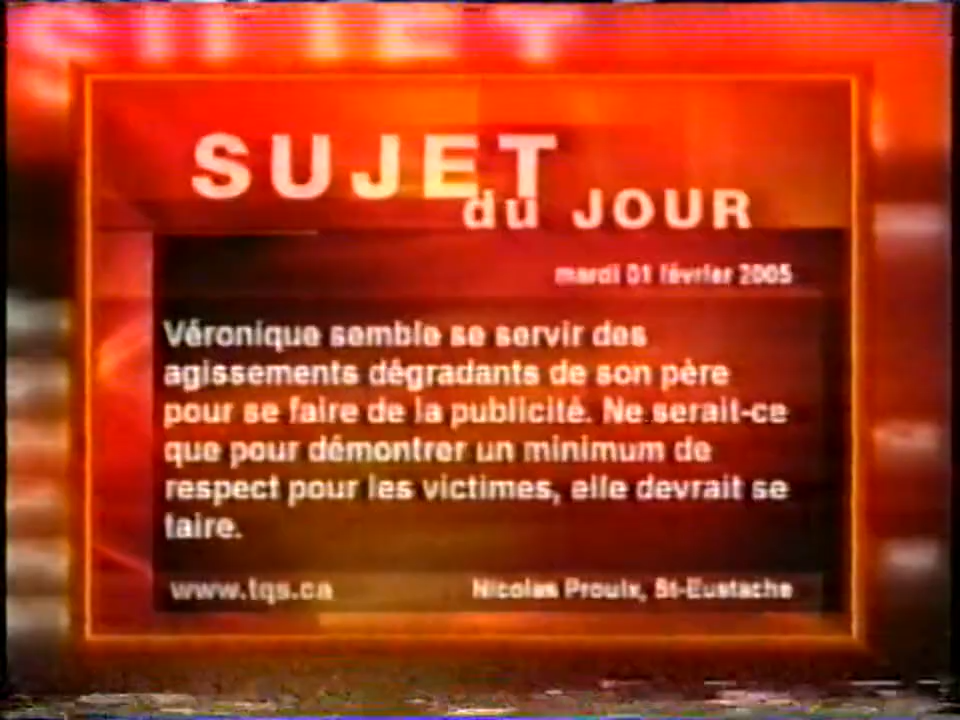 SUJET
SUJET
du JOUR
mardi 01 février 2005
Véronique semble se servir des
agissements dégradants de son père
pour se faire de la publicité. Ne serait-ce
que pour démontrer un minimum de
respect pour les victimes, elle devrait se
taire.
www.tqs.ca
Nicolas Proulx, St-Eustache